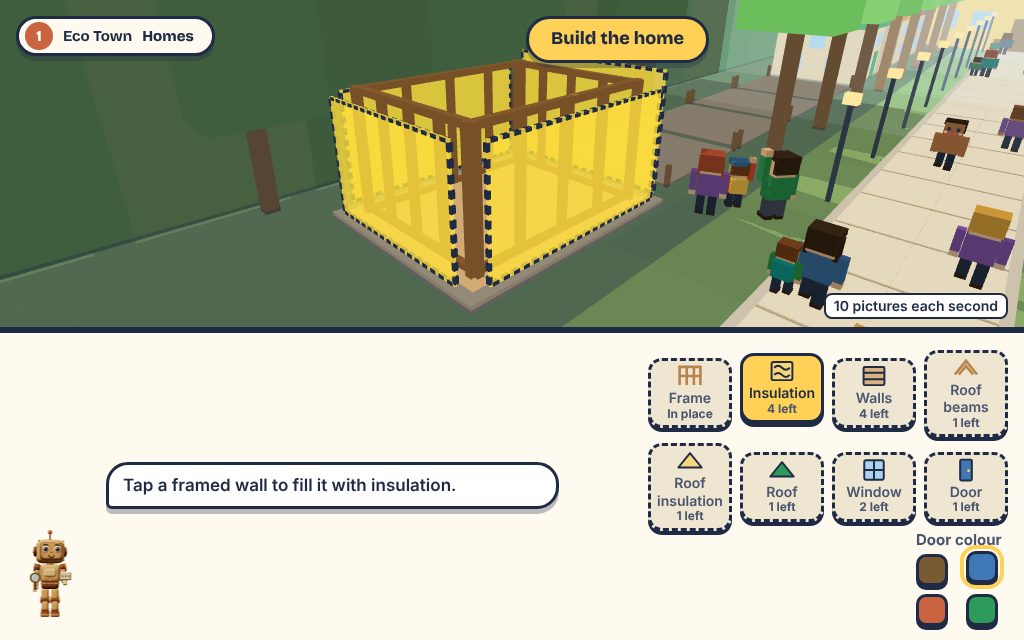 1 Eco Town Homes
Build the home
10 pictures each second
Frame
In place
Insulation
4 left
Walls
4 left
Roof
beams
1 left
Roof
insulation
1 left
Roof
1 left
Window
2 left
Door
1 left
Tap a framed wall to fill it with insulation.
Door colour